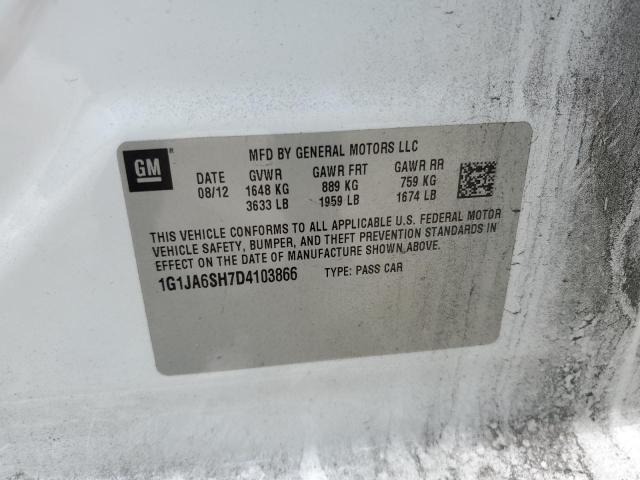 MFD BY GENERAL MOTORS LLC
GM
DATE GVWR GAWR FRT GAWR RR
08/12 1648 KG 889 KG 759 KG
3633 LB 1959 LB 1674 LB
THIS VEHICLE CONFORMS TO ALL APPLICABLE U.S. FEDERAL MOTOR
VEHICLE SAFETY, BUMPER, AND THEFT PREVENTION STANDARDS IN
EFFECT ON THE DATE OF MANUFACTURE SHOWN ABOVE.
1G1JA6SH7D4103866 TYPE: PASS CAR